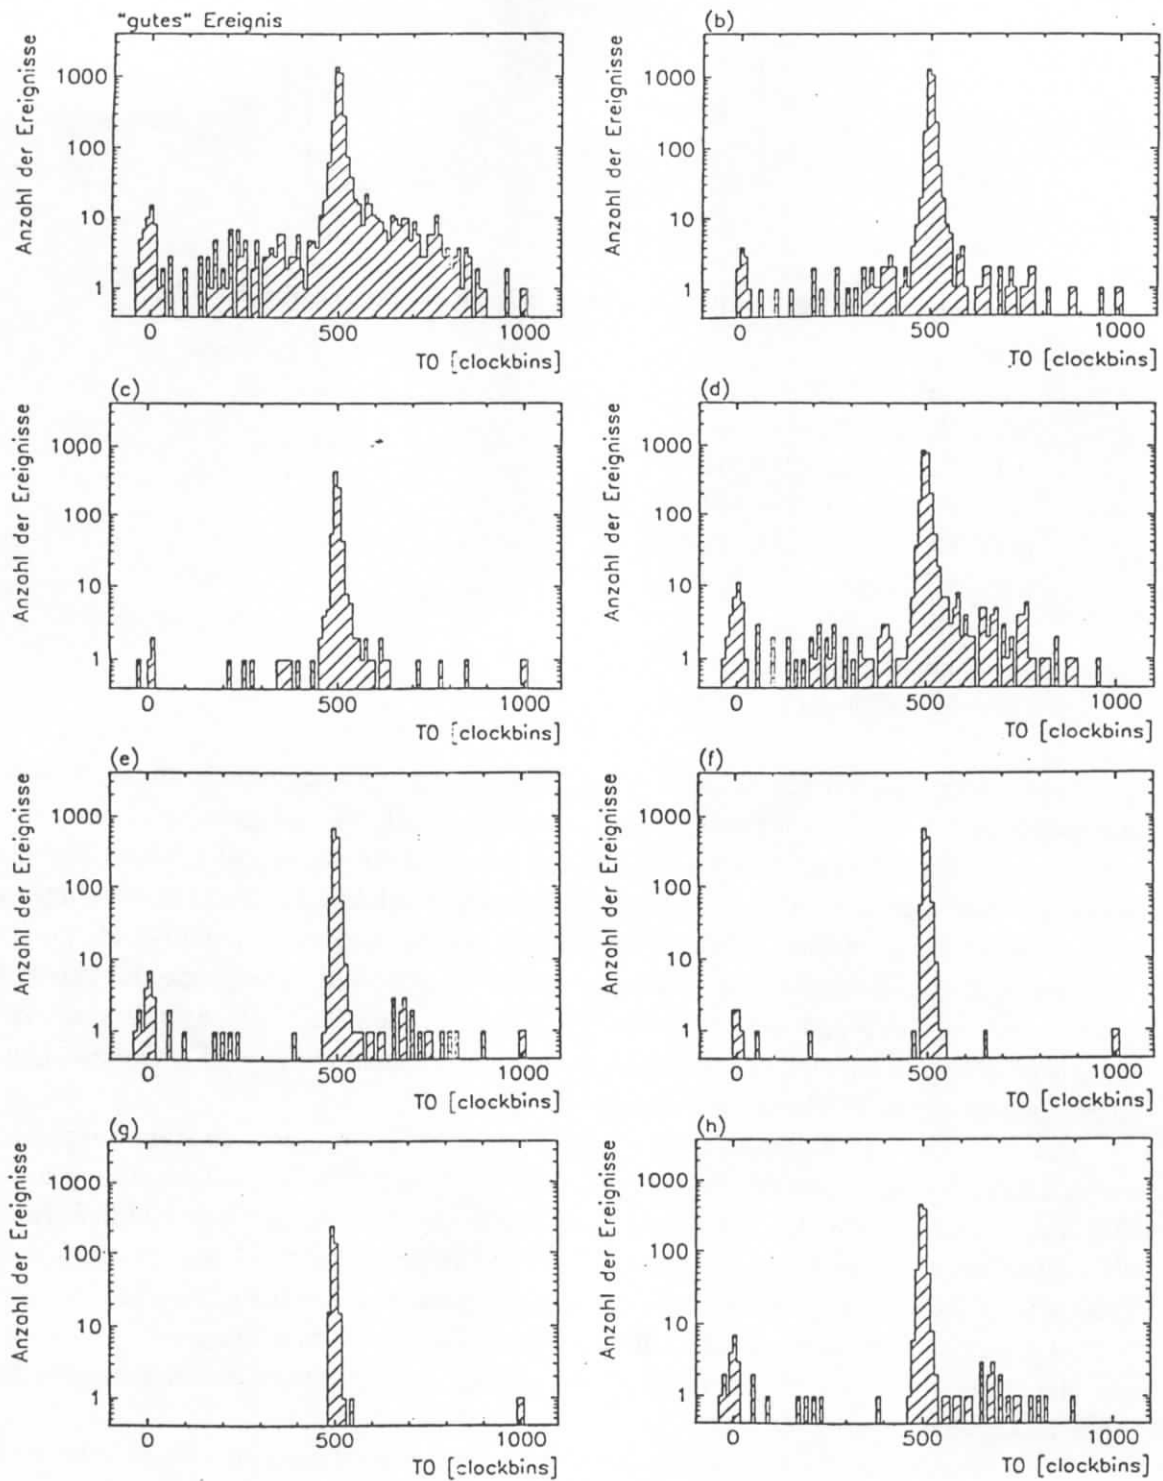 "gutes" Ereignis
Anzahl der Ereignisse
1000
100
10
1
0 500 1000
T0 [clockbins]
(b)
Anzahl der Ereignisse
1000
100
10
1
0 500 1000
T0 [clockbins]
(c)
Anzahl der Ereignisse
1000
100
10
1
0 500 1000
T0 [clockbins]
(d)
Anzahl der Ereignisse
1000
100
10
1
0 500 1000
T0 [clockbins]
(e)
Anzahl der Ereignisse
1000
100
10
1
0 500 1000
T0 [clockbins]
(f)
Anzahl der Ereignisse
1000
100
10
1
0 500 1000
T0 [clockbins]
(g)
Anzahl der Ereignisse
1000
100
10
1
0 500 1000
T0 [clockbins]
(h)
Anzahl der Ereignisse
1000
100
10
1
0 500 1000
T0 [clockbins]